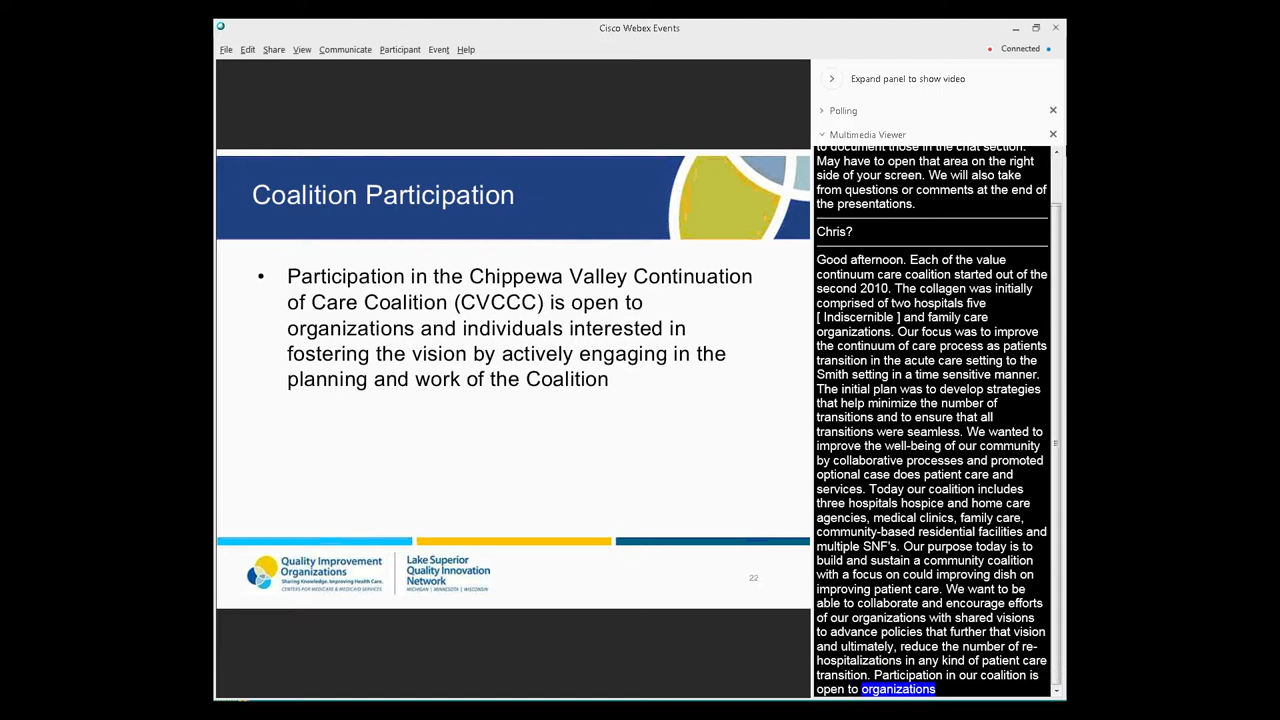 Cisco Webex Events
File Edit Share View Communicate Participant Event Help
Connected
Expand panel to show video
Polling
Multimedia Viewer
Coalition Participation
• Participation in the Chippewa Valley Continuation
of Care Coalition (CVCCC) is open to
organizations and individuals interested in
fostering the vision by actively engaging in the
planning and work of the Coalition
Quality Improvement
Organizations
Sharing Knowledge. Improving Health Care.
CENTERS FOR MEDICARE & MEDICAID SERVICES
Lake Superior
Quality Innovation
Network
MICHIGAN | MINNESOTA | WISCONSIN
22
to document those in the chat section.
May have to open that area on the right
side of your screen. We will also take
from questions or comments at the end of
the presentations.
Chris?
Good afternoon. Each of the value
continuum care coalition started out of the
second 2010. The collagen was initially
comprised of two hospitals five
[ Indiscernible ] and family care
organizations. Our focus was to improve
the continuum of care process as patients
transition in the acute care setting to the
Smith setting in a time sensitive manner.
The initial plan was to develop strategies
that help minimize the number of
transitions and to ensure that all
transitions were seamless. We wanted to
improve the well-being of our community
by collaborative processes and promoted
optional case does patient care and
services. Today our coalition includes
three hospitals hospice and home care
agencies, medical clinics, family care,
community-based residential facilities and
multiple SNF's. Our purpose today is to
build and sustain a community coalition
with a focus on could improving dish on
improving patient care. We want to be
able to collaborate and encourage efforts
of our organizations with shared visions
to advance policies that further that vision
and ultimately, reduce the number of re-
hospitalizations in any kind of patient care
transition. Participation in our coalition is
open to organizations